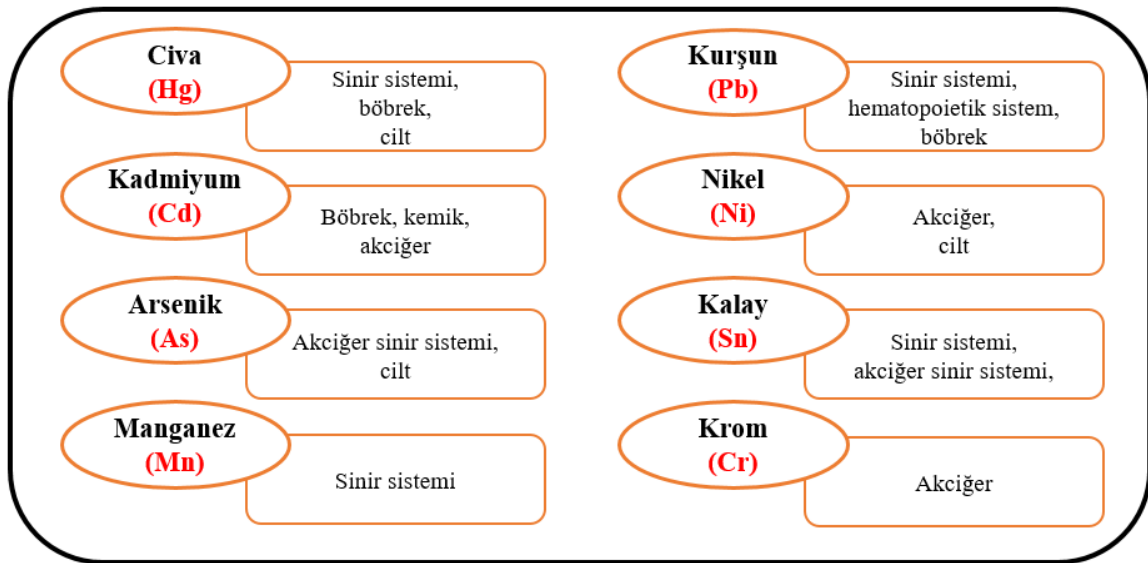 Civa
(Hg)
Sinir sistemi,
böbrek,
cilt
Kurşun
(Pb)
Sinir sistemi,
hematopoietik sistem,
böbrek
Kadmiyum
(Cd)
Böbrek, kemik,
akciğer
Nikel
(Ni)
Akciğer,
cilt
Arsenik
(As)
Akciğer sinir sistemi,
cilt
Kalay
(Sn)
Sinir sistemi,
akciğer sinir sistemi,
Manganez
(Mn)
Sinir sistemi
Krom
(Cr)
Akciğer